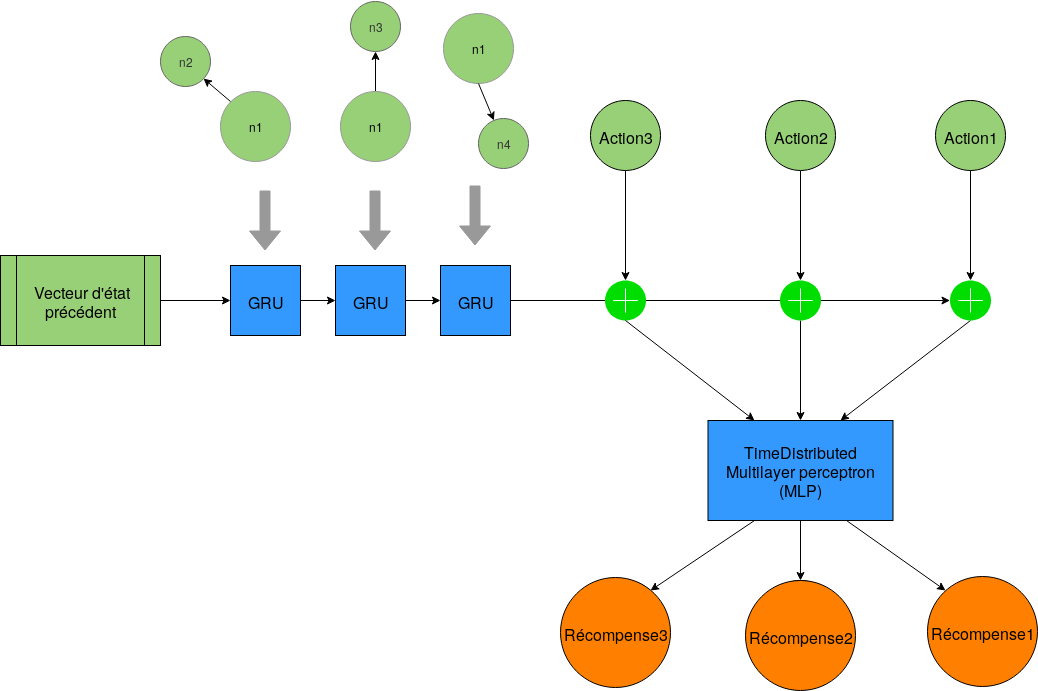 n3
n1
n2
n1
n1
n4
Action3
Action2
Action1
Vecteur d'état
précédent
GRU
GRU
GRU
TimeDistributed
Multilayer perceptron
(MLP)
Récompense3
Récompense2
Récompense1